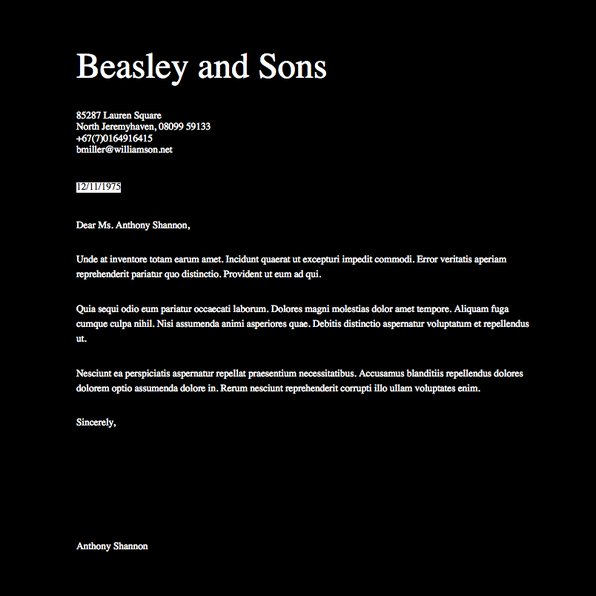 Beasley and Sons
85287 Lauren Square
North Jeremyhaven, 08099 59133
+67(7)0164916415
bmiller@williamson.net
12/11/1975
Dear Ms. Anthony Shannon,
Unde at inventore totam earum amet. Incidunt quaerat ut excepturi impedit commodi. Error veritatis aperiam
reprehenderit pariatur quo distinctio. Provident ut eum ad qui.
Quia sequi odio eum pariatur occaecati laborum. Dolores magni molestias dolor amet tempore. Aliquam fuga
cumque culpa nihil. Nisi assumenda animi asperiores quae. Debitis distinctio aspernatur voluptatum et repellendus
ut.
Nesciunt ea perspiciatis aspernatur repellat praesentium necessitatibus. Accusamus blanditiis repellendus dolores
dolorem optio assumenda dolore in. Rerum nesciunt reprehenderit corrupti illo ullam voluptates enim.
Sincerely,
Anthony Shannon